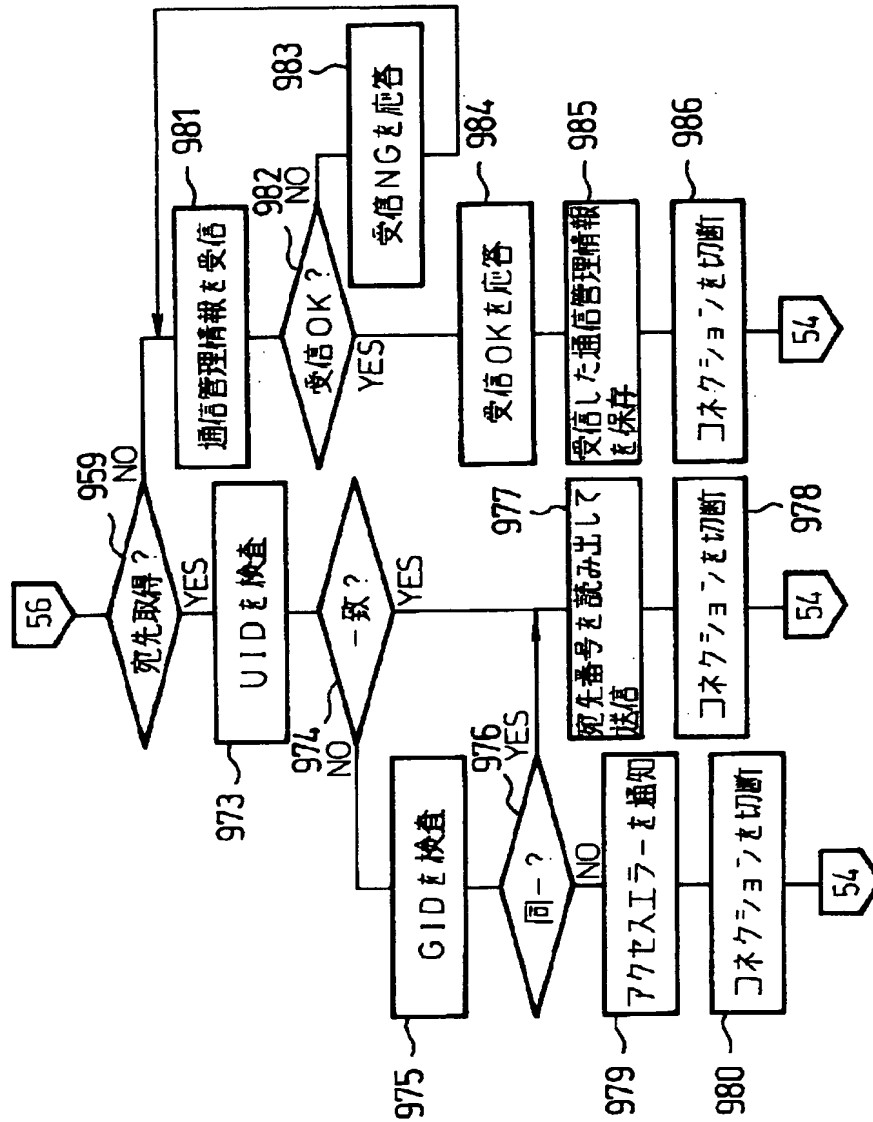 56
959
宛先取得?
NO
YES
973
UIDを検査
974
一致?
NO
YES
975
GIDを検査
976
同一?
YES
NO
977
宛先番号を読み出して
送信
978
コネクションを切断
54
979
アクセスエラーを通知
980
コネクションを切断
54
981
通信管理情報を受信
982
受信OK?
NO
YES
983
受信NGを応答
984
受信OKを応答
985
受信した通信管理情報
を保存
986
コネクションを切断
54